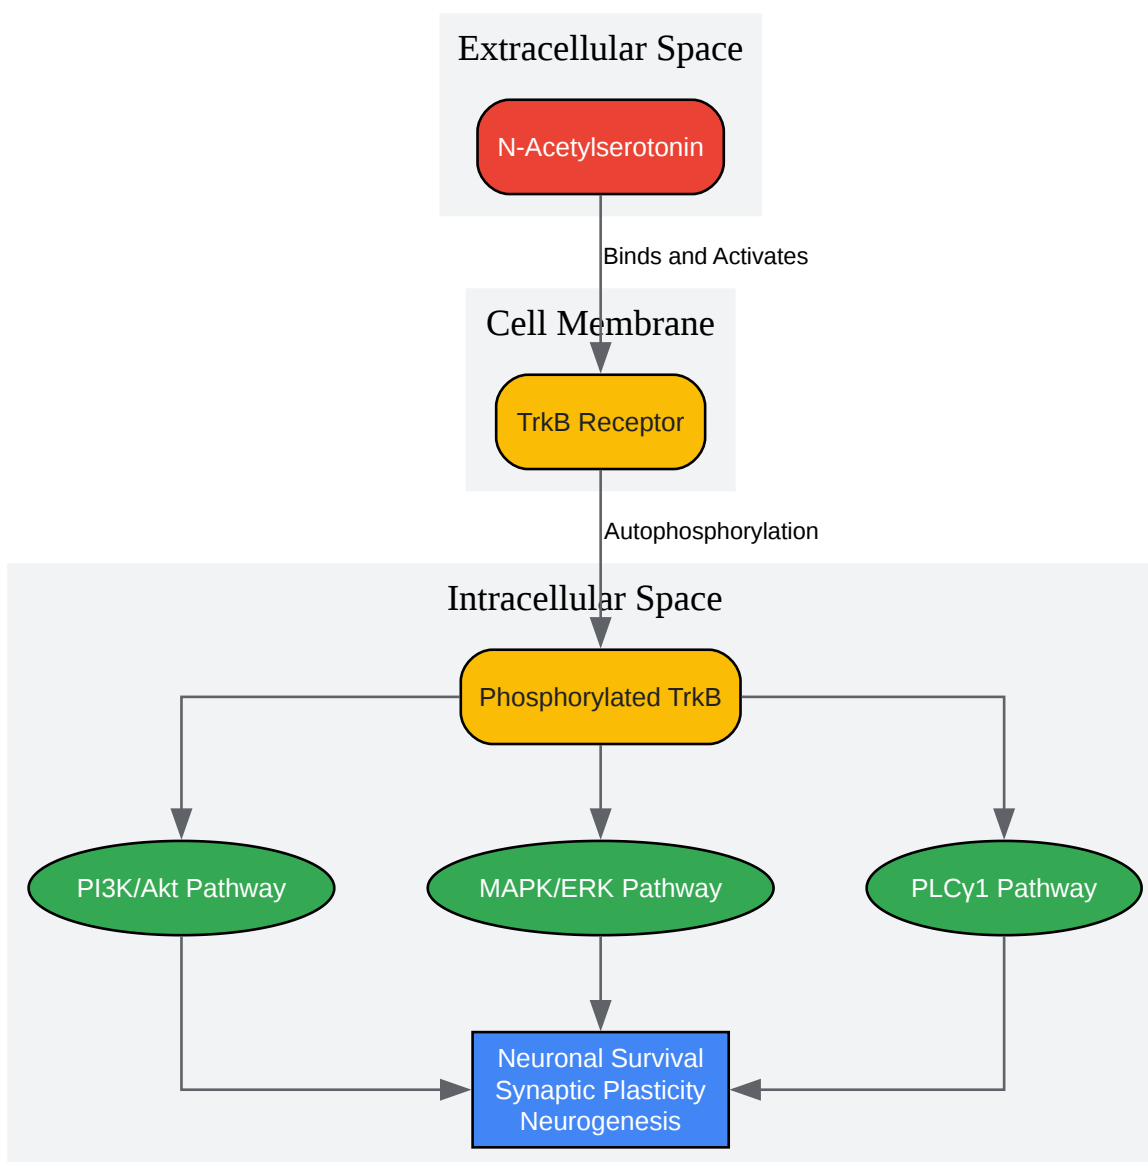 Extracellular Space
N-Acetylserotonin
Binds and Activates
Cell Membrane
TrkB Receptor
Autophosphorylation
Intracellular Space
Phosphorylated TrkB
PI3K/Akt Pathway
MAPK/ERK Pathway
PLCγ1 Pathway
Neuronal Survival
Synaptic Plasticity
Neurogenesis